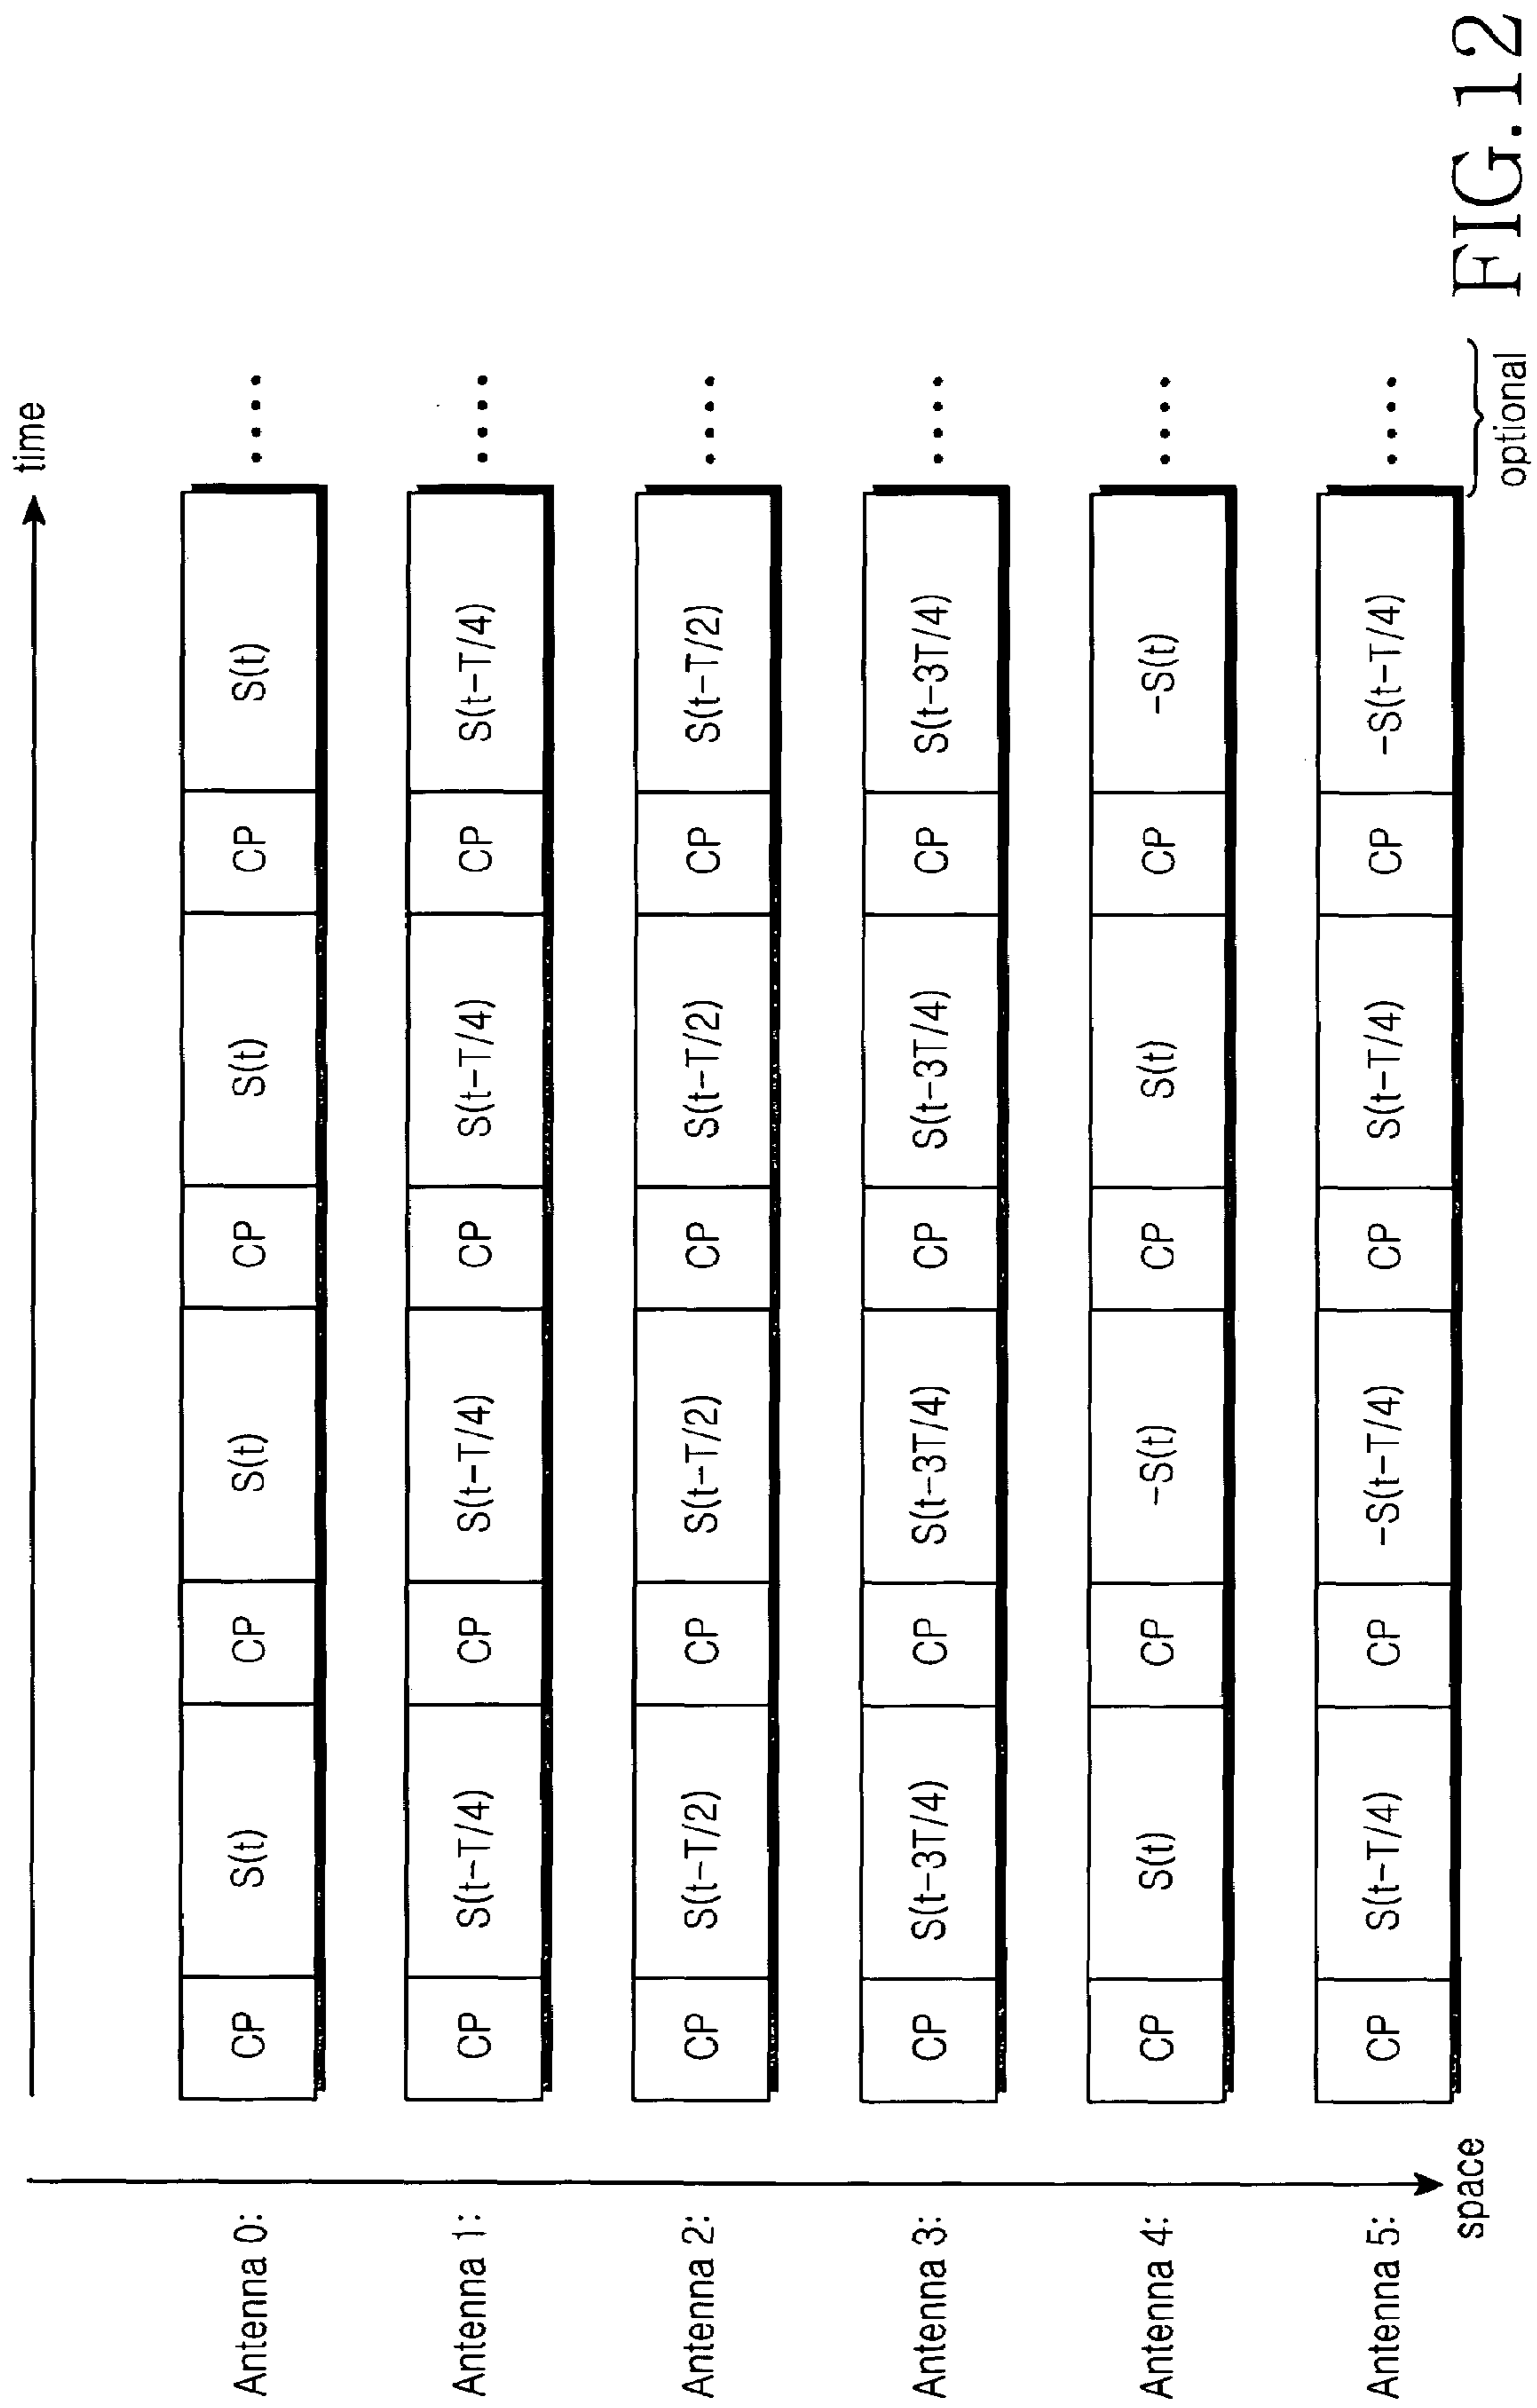 time
Antenna 0: CP S(t) CP S(t) CP S(t) CP S(t) ....
Antenna 1: CP S(t-T/4) CP S(t-T/4) CP S(t-T/4) CP S(t-T/4) ....
Antenna 2: CP S(t-T/2) CP S(t-T/2) CP S(t-T/2) CP S(t-T/2) ....
Antenna 3: CP S(t-3T/4) CP S(t-3T/4) CP S(t-3T/4) CP S(t-3T/4) ....
Antenna 4: CP S(t) CP -S(t) CP S(t) CP -S(t) ....
Antenna 5: CP S(t-T/4) CP -S(t-T/4) CP S(t-T/4) CP -S(t-T/4) ....
space
optional
FIG.12